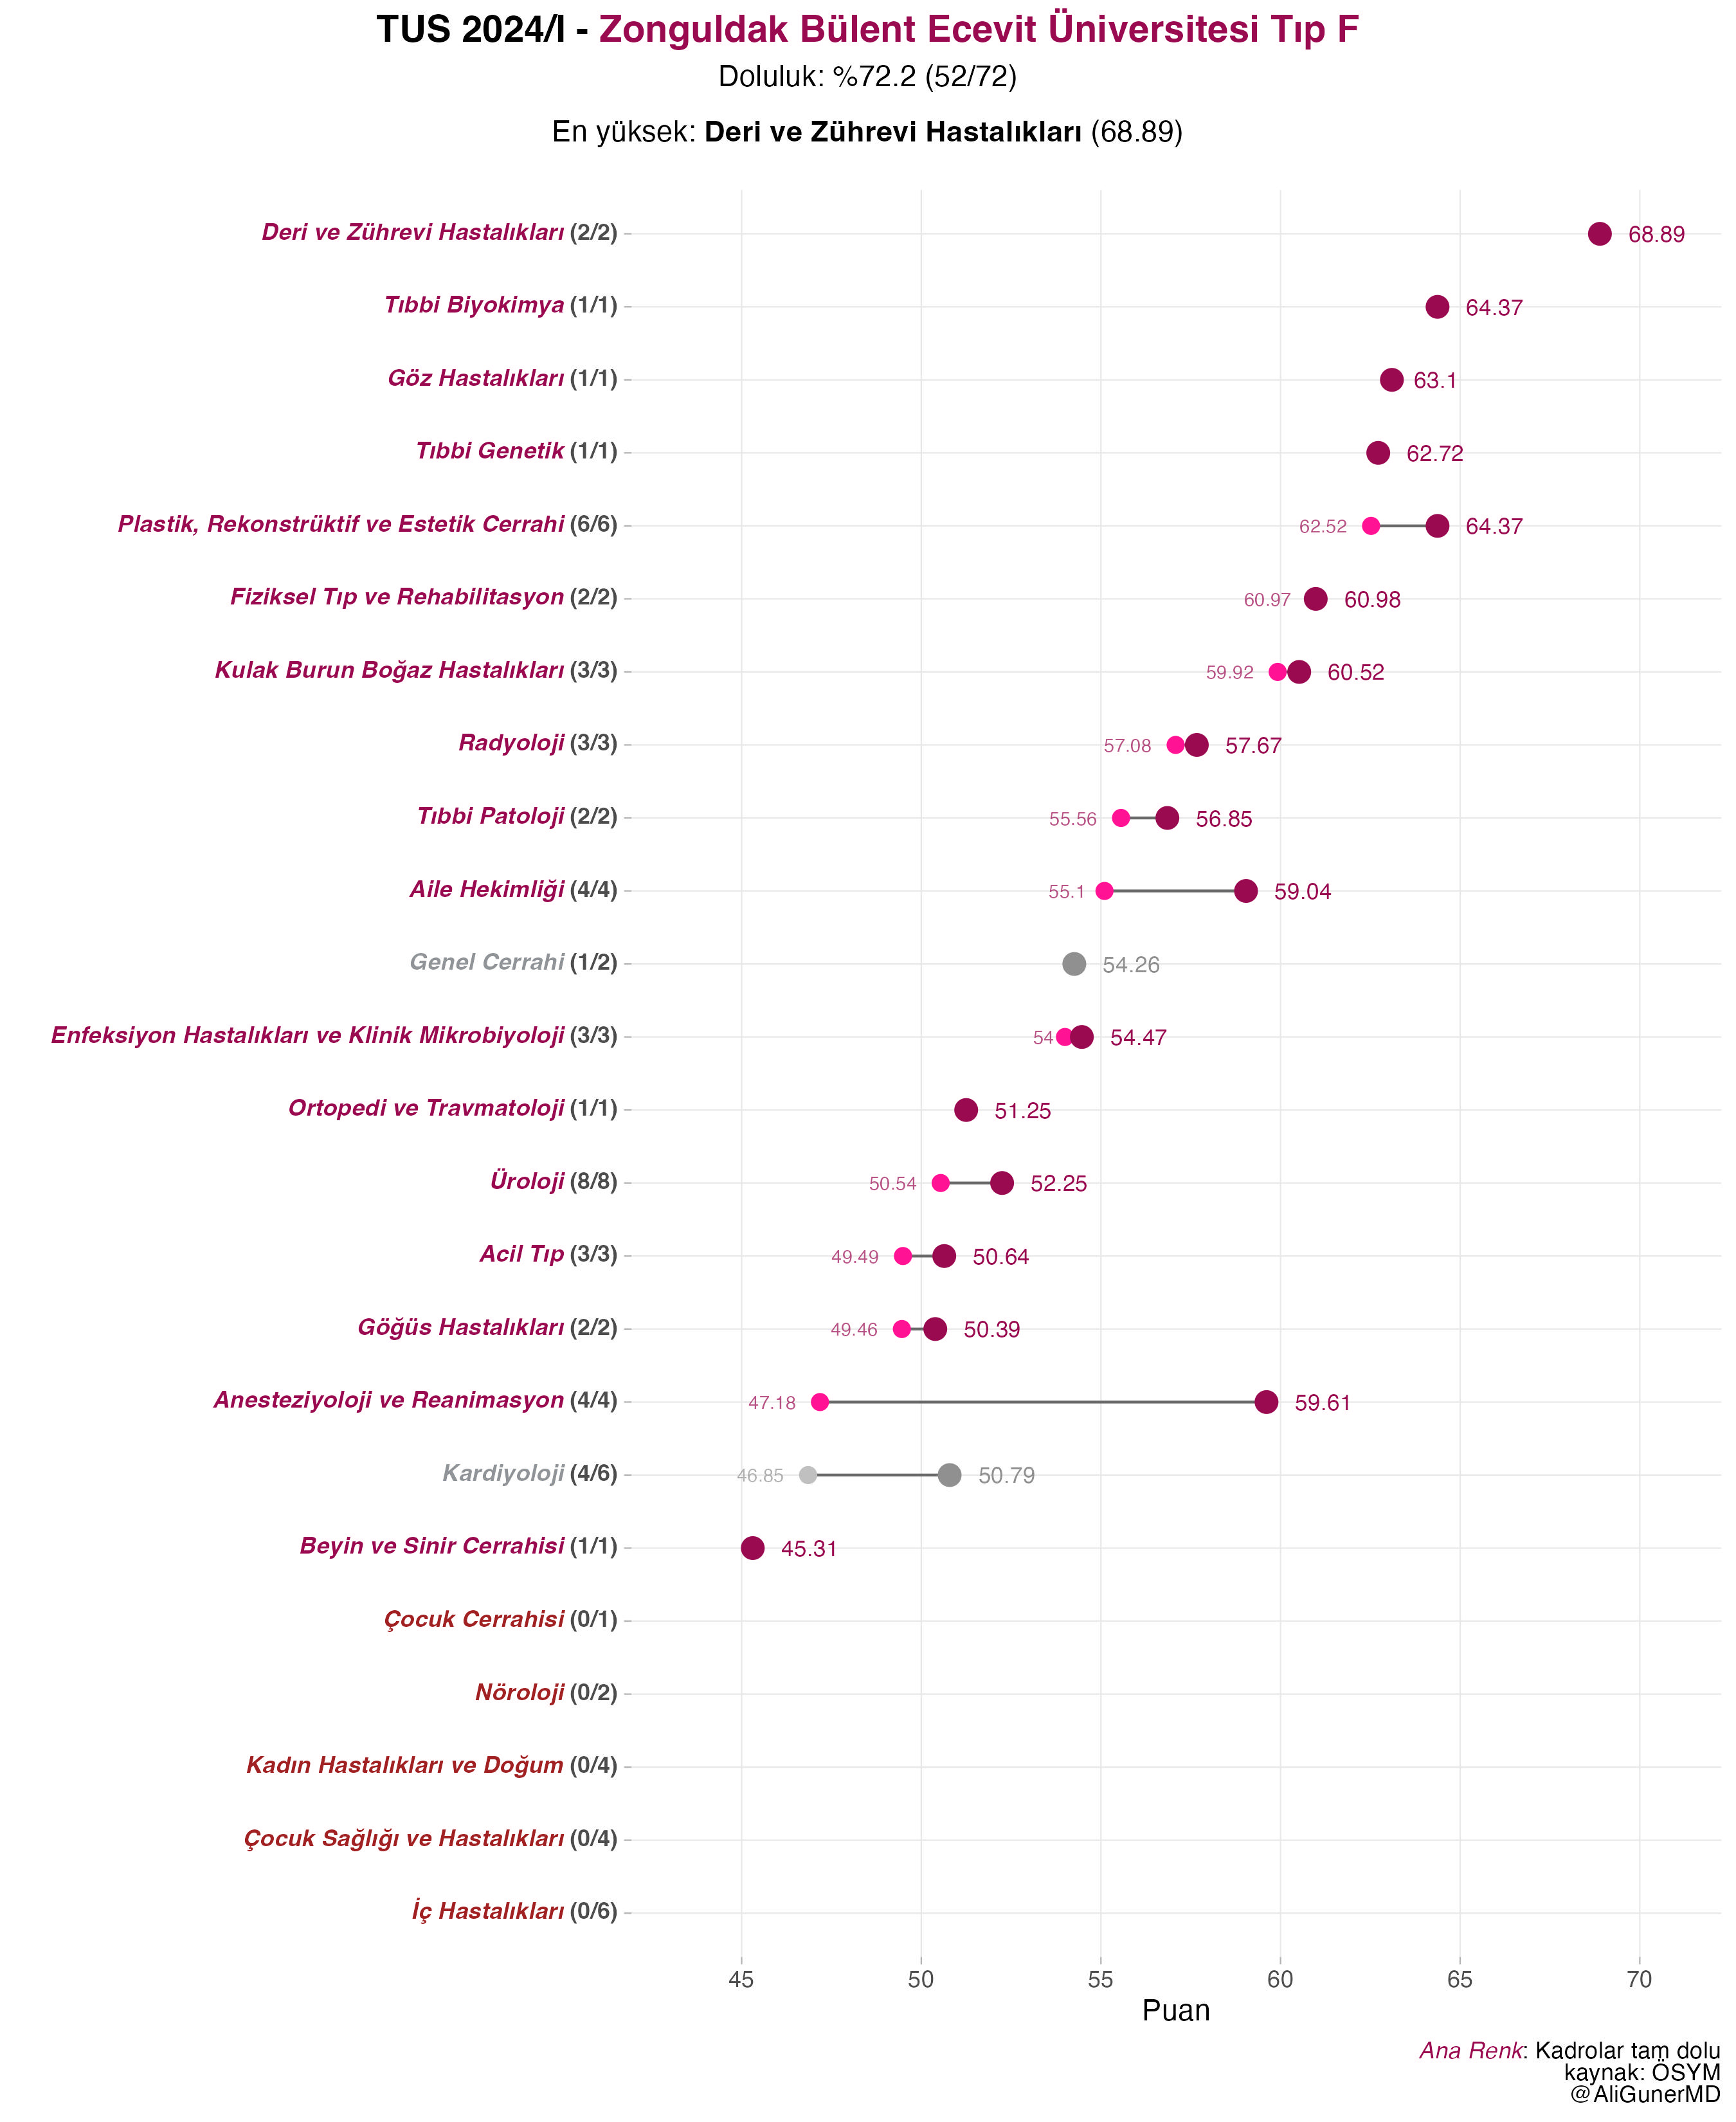 TUS 2024/I - Zonguldak Bülent Ecevit Üniversitesi Tıp F
Doluluk: %72.2 (52/72)
En yüksek: Deri ve Zührevi Hastalıkları (68.89)
Deri ve Zührevi Hastalıkları (2/2) 68.89
Tıbbi Biyokimya (1/1) 64.37
Göz Hastalıkları (1/1) 63.1
Tıbbi Genetik (1/1) 62.72
Plastik, Rekonstrüktif ve Estetik Cerrahi (6/6) 62.52 64.37
Fiziksel Tıp ve Rehabilitasyon (2/2) 60.97 60.98
Kulak Burun Boğaz Hastalıkları (3/3) 59.92 60.52
Radyoloji (3/3) 57.08 57.67
Tıbbi Patoloji (2/2) 55.56 56.85
Aile Hekimliği (4/4) 55.1 59.04
Genel Cerrahi (1/2) 54.26
Enfeksiyon Hastalıkları ve Klinik Mikrobiyoloji (3/3) 54 54.47
Ortopedi ve Travmatoloji (1/1) 51.25
Üroloji (8/8) 50.54 52.25
Acil Tıp (3/3) 49.49 50.64
Göğüs Hastalıkları (2/2) 49.46 50.39
Anesteziyoloji ve Reanimasyon (4/4) 47.18 59.61
Kardiyoloji (4/6) 46.85 50.79
Beyin ve Sinir Cerrahisi (1/1) 45.31
Çocuk Cerrahisi (0/1)
Nöroloji (0/2)
Kadın Hastalıkları ve Doğum (0/4)
Çocuk Sağlığı ve Hastalıkları (0/4)
İç Hastalıkları (0/6)
45 50 55 60 65 70
Puan
Ana Renk: Kadrolar tam dolu
kaynak: ÖSYM
@AliGunerMD